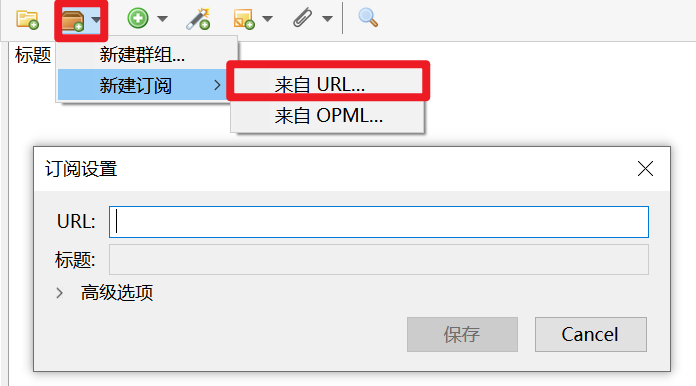 标题
新建群组...
新建订阅
来自 URL...
来自 OPML...
订阅设置
URL:
标题:
高级选项
保存
Cancel